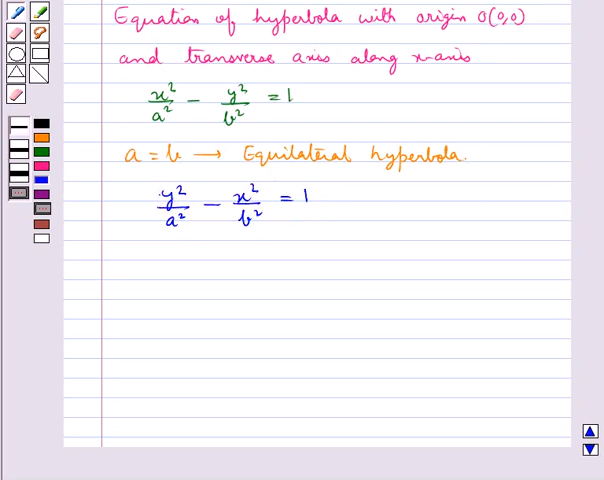 Equation of hyperbola with origin O(0,0)
and transverse axis along x-axis
x²/a² - y²/b² = 1
a = b → Equilateral hyperbola.
y²/a² - x²/b² = 1